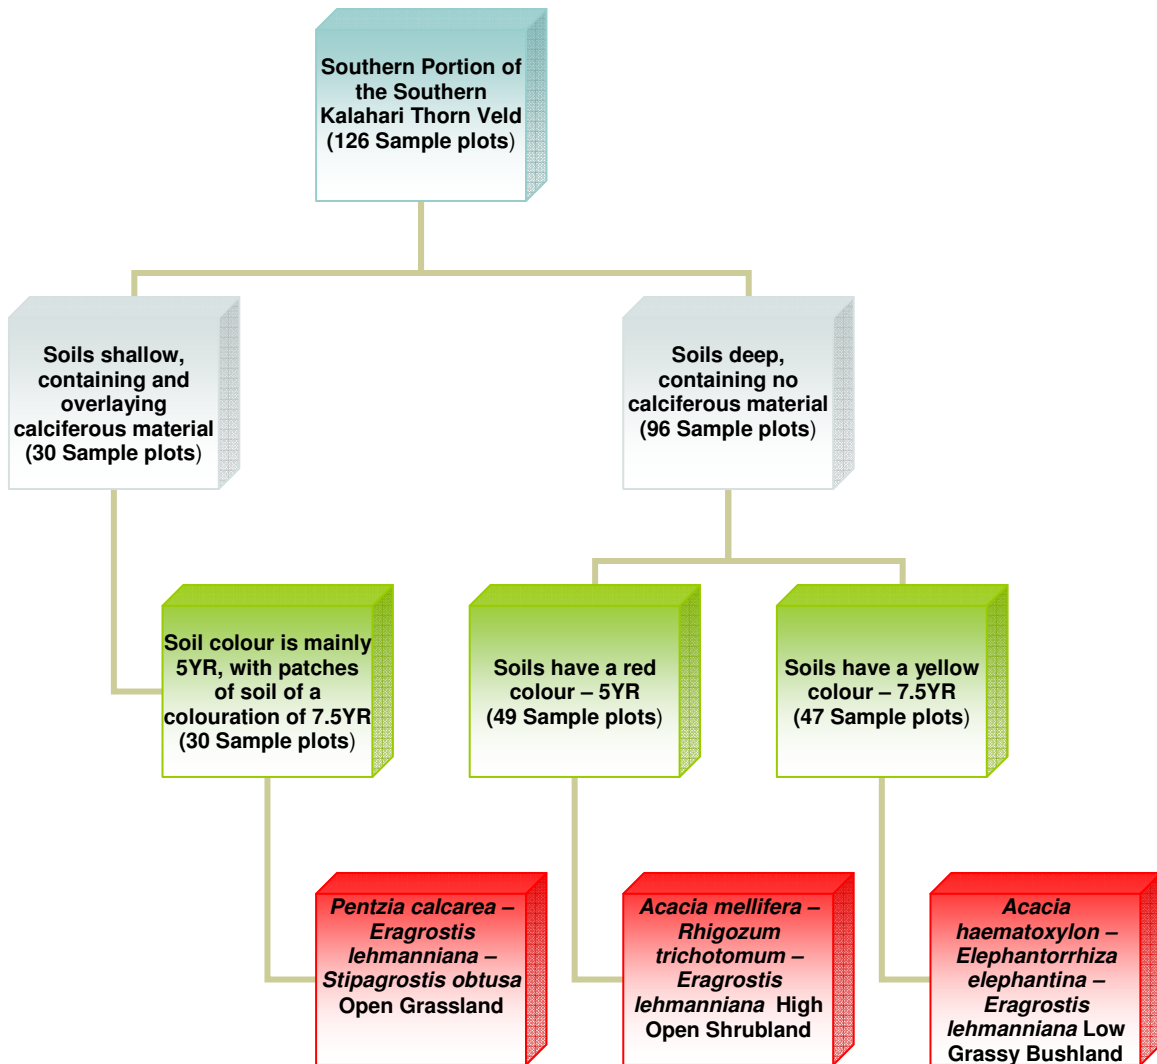 Southern Portion of
the Southern
Kalahari Thorn Veld
(126 Sample plots)
Soils shallow,
containing and
overlaying
calciferous material
(30 Sample plots)
Soils deep,
containing no
calciferous material
(96 Sample plots)
Soil colour is mainly
5YR, with patches
of soil of a
colouration of 7.5YR
(30 Sample plots)
Soils have a red
colour – 5YR
(49 Sample plots)
Soils have a yellow
colour – 7.5YR
(47 Sample plots)
Pentzia calcarea –
Eragrostis
lehmanniana –
Stipagrostis obtusa
Open Grassland
Acacia mellifera –
Rhigozum
trichotomum –
Eragrostis
lehmanniana High
Open Shrubland
Acacia
haematoxylon –
Elephantorrhiza
elephantina –
Eragrostis
lehmanniana Low
Grassy Bushland